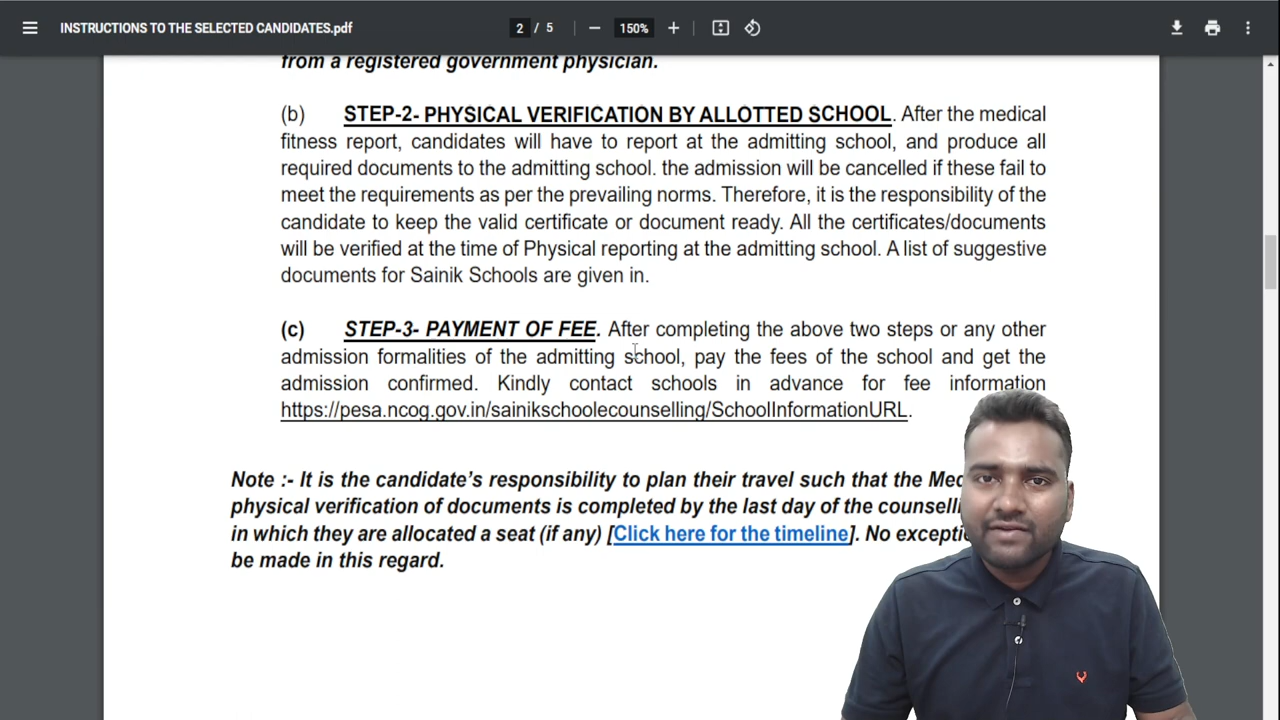 INSTRUCTIONS TO THE SELECTED CANDIDATES.pdf
2 / 5
150%
from a registered government physician.
(b) STEP-2- PHYSICAL VERIFICATION BY ALLOTTED SCHOOL. After the medical
fitness report, candidates will have to report at the admitting school, and produce all
required documents to the admitting school. the admission will be cancelled if these fail to
meet the requirements as per the prevailing norms. Therefore, it is the responsibility of the
candidate to keep the valid certificate or document ready. All the certificates/documents
will be verified at the time of Physical reporting at the admitting school. A list of suggestive
documents for Sainik Schools are given in.
(c) STEP-3- PAYMENT OF FEE. After completing the above two steps or any other
admission formalities of the admitting school, pay the fees of the school and get the
admission confirmed. Kindly contact schools in advance for fee information
https://pesa.ncog.gov.in/sainikschoolecounselling/SchoolInformationURL.
Note :- It is the candidate's responsibility to plan their travel such that the
physical verification of documents is completed by the last day of the
in which they are allocated a seat (if any) [Click here for the timeline]. No
be made in this regard.